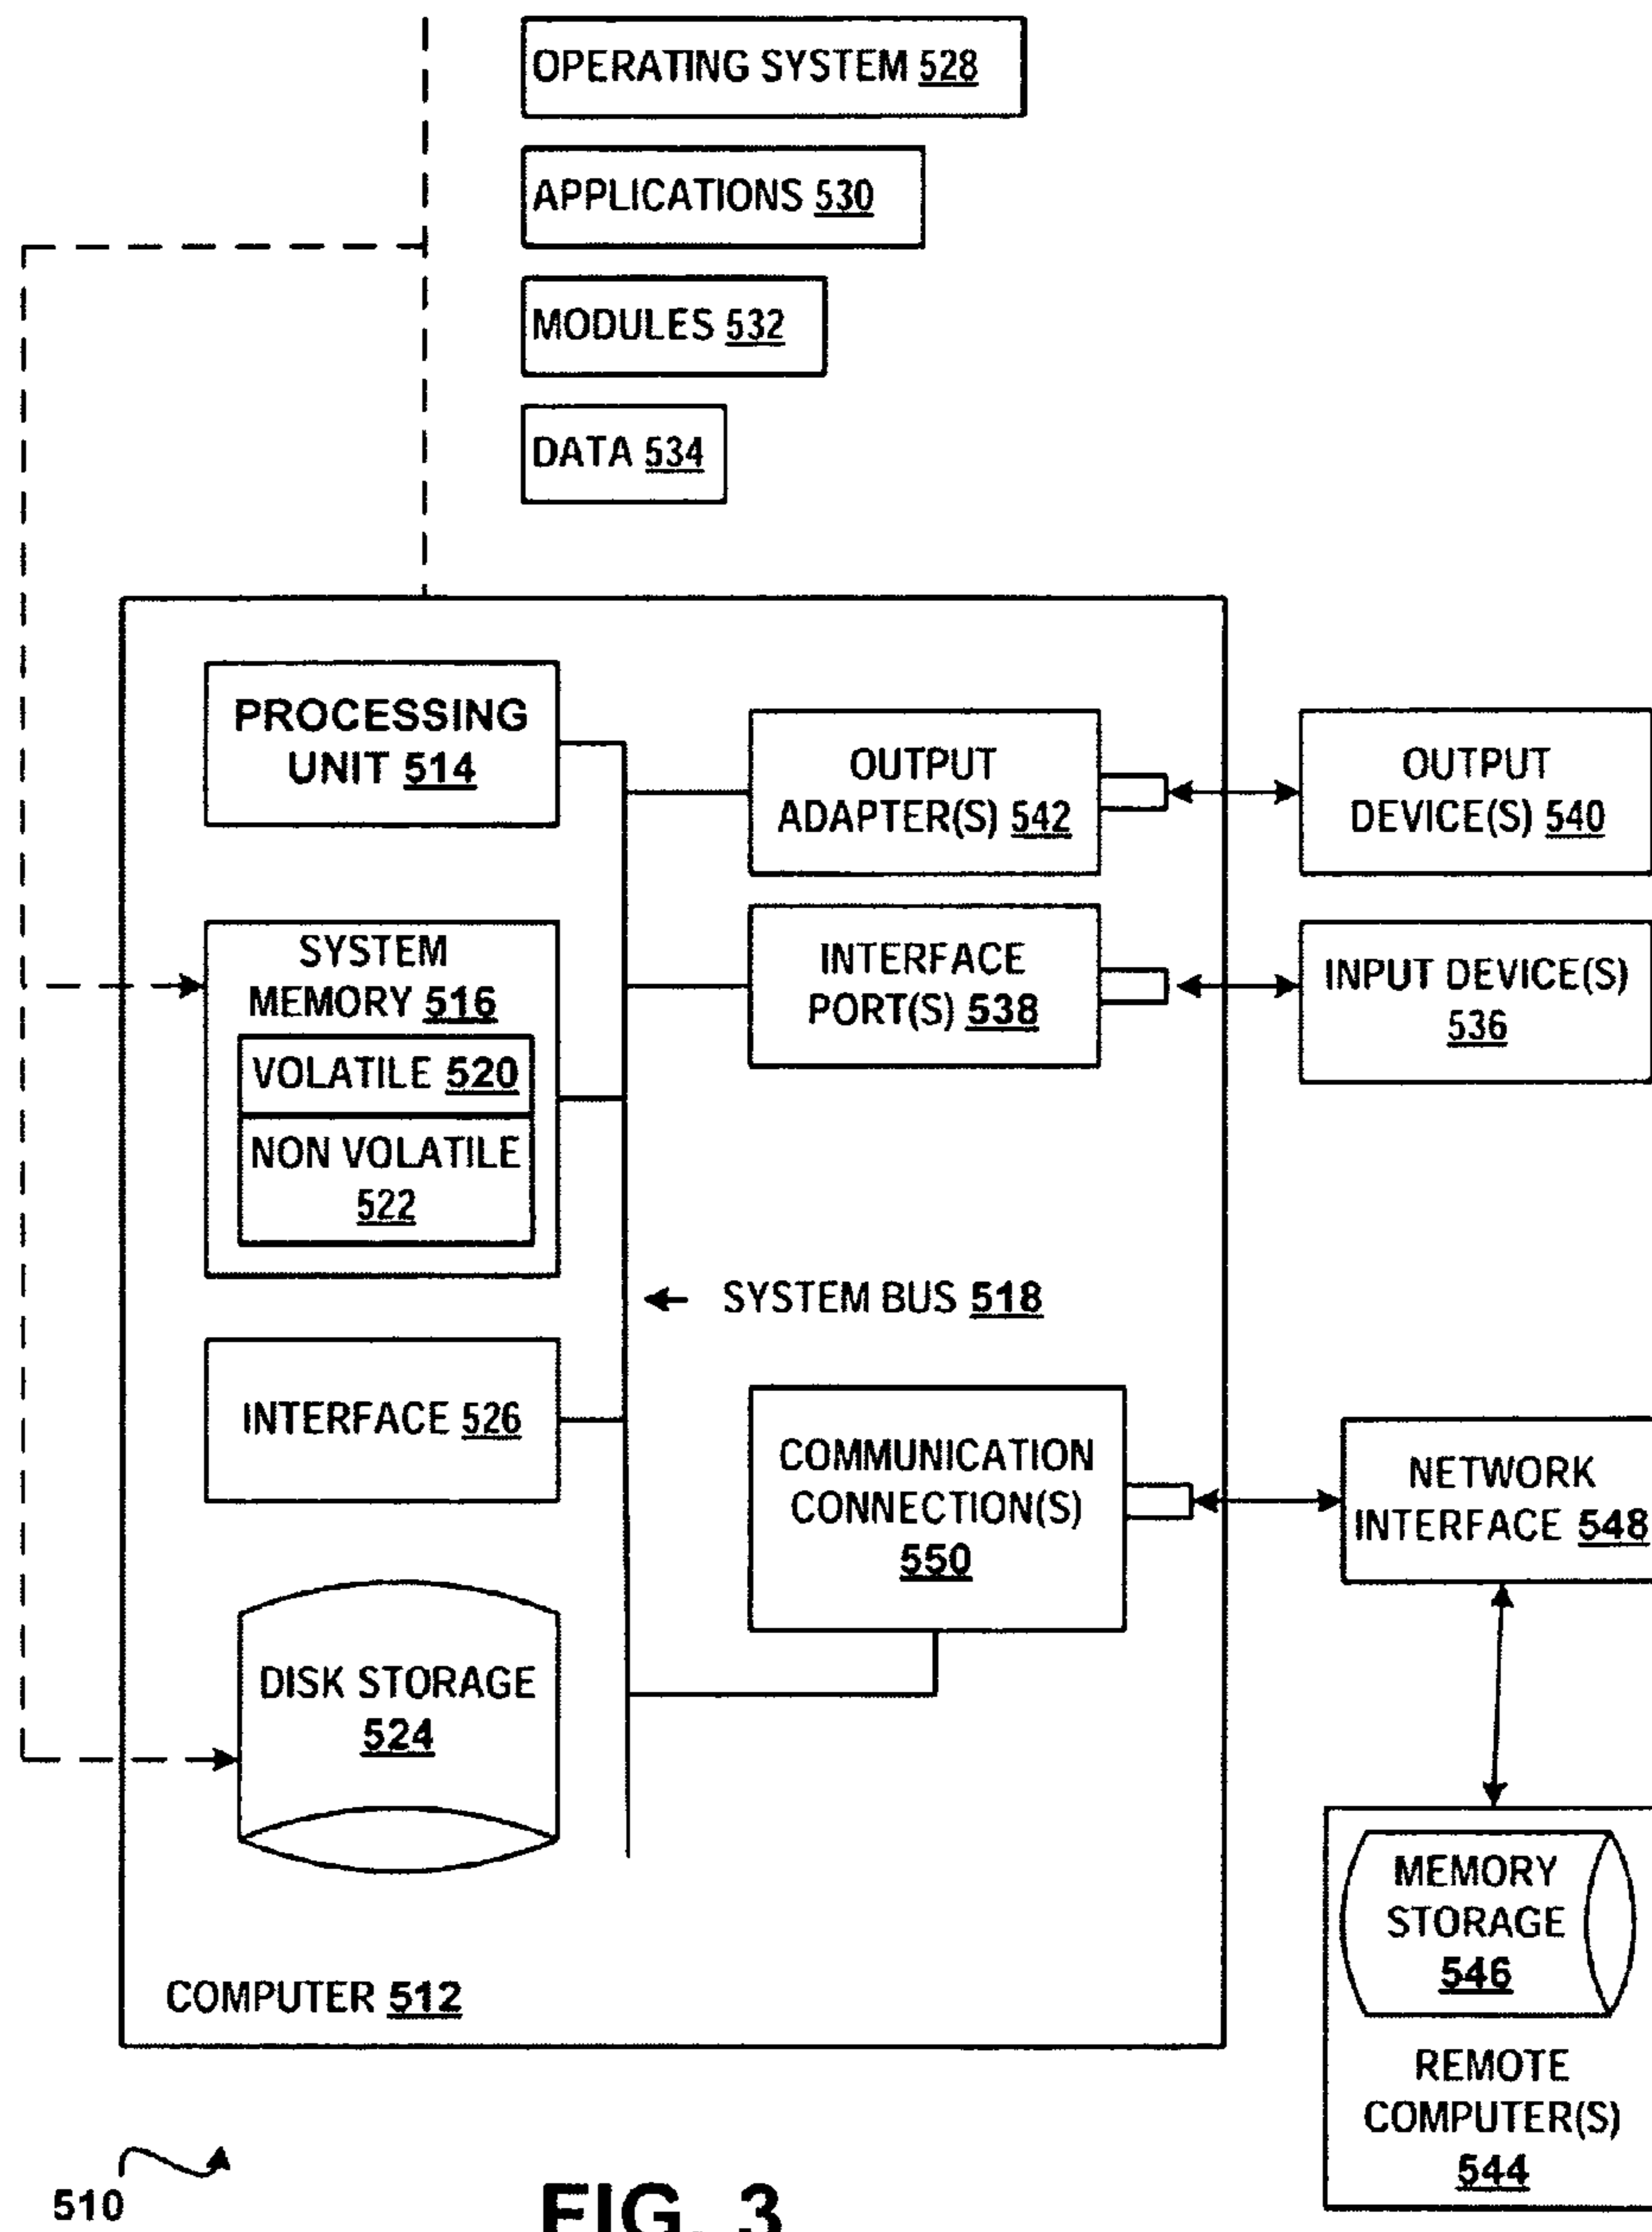 OPERATING SYSTEM 528
APPLICATIONS 530
MODULES 532
DATA 534
PROCESSING
UNIT 514
OUTPUT
ADAPTER(S) 542
OUTPUT
DEVICE(S) 540
SYSTEM
MEMORY 516
VOLATILE 520
NON VOLATILE
522
INTERFACE
PORT(S) 538
INPUT DEVICE(S)
536
SYSTEM BUS 518
INTERFACE 526
COMMUNICATION
CONNECTION(S)
550
NETWORK
INTERFACE 548
DISK STORAGE
524
MEMORY
STORAGE
546
REMOTE
COMPUTER(S)
544
COMPUTER 512
510
FIG. 3